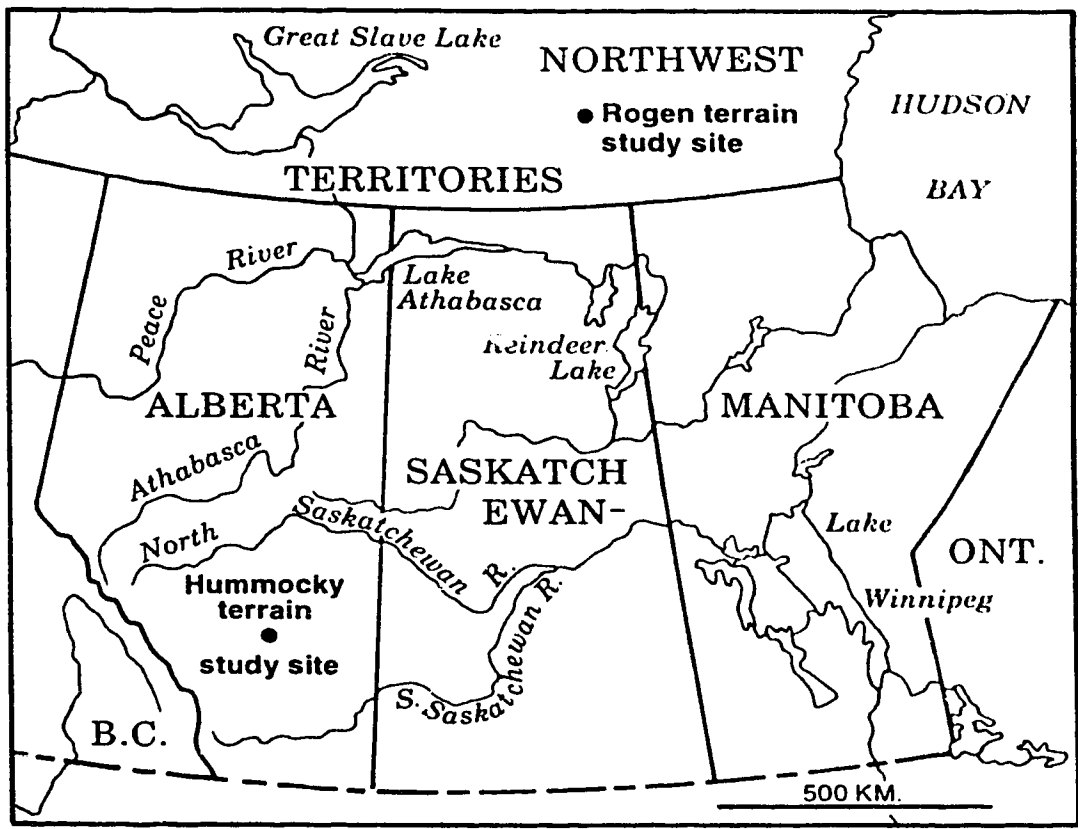 Great Slave Lake
NORTHWEST
HUDSON
Rogen terrain
study site
TERRITORIES
BAY
River
Lake
Athabasca
Peace
River
Reindeer
Lake
ALBERTA
MANITOBA
Athabasca
SASKATCH
EWAN-
North
Saskatchewan
R.
Lake
ONT.
Winnipeg
Hummocky
terrain
study site
S. Saskatchewan R.
B.C.
500 KM.